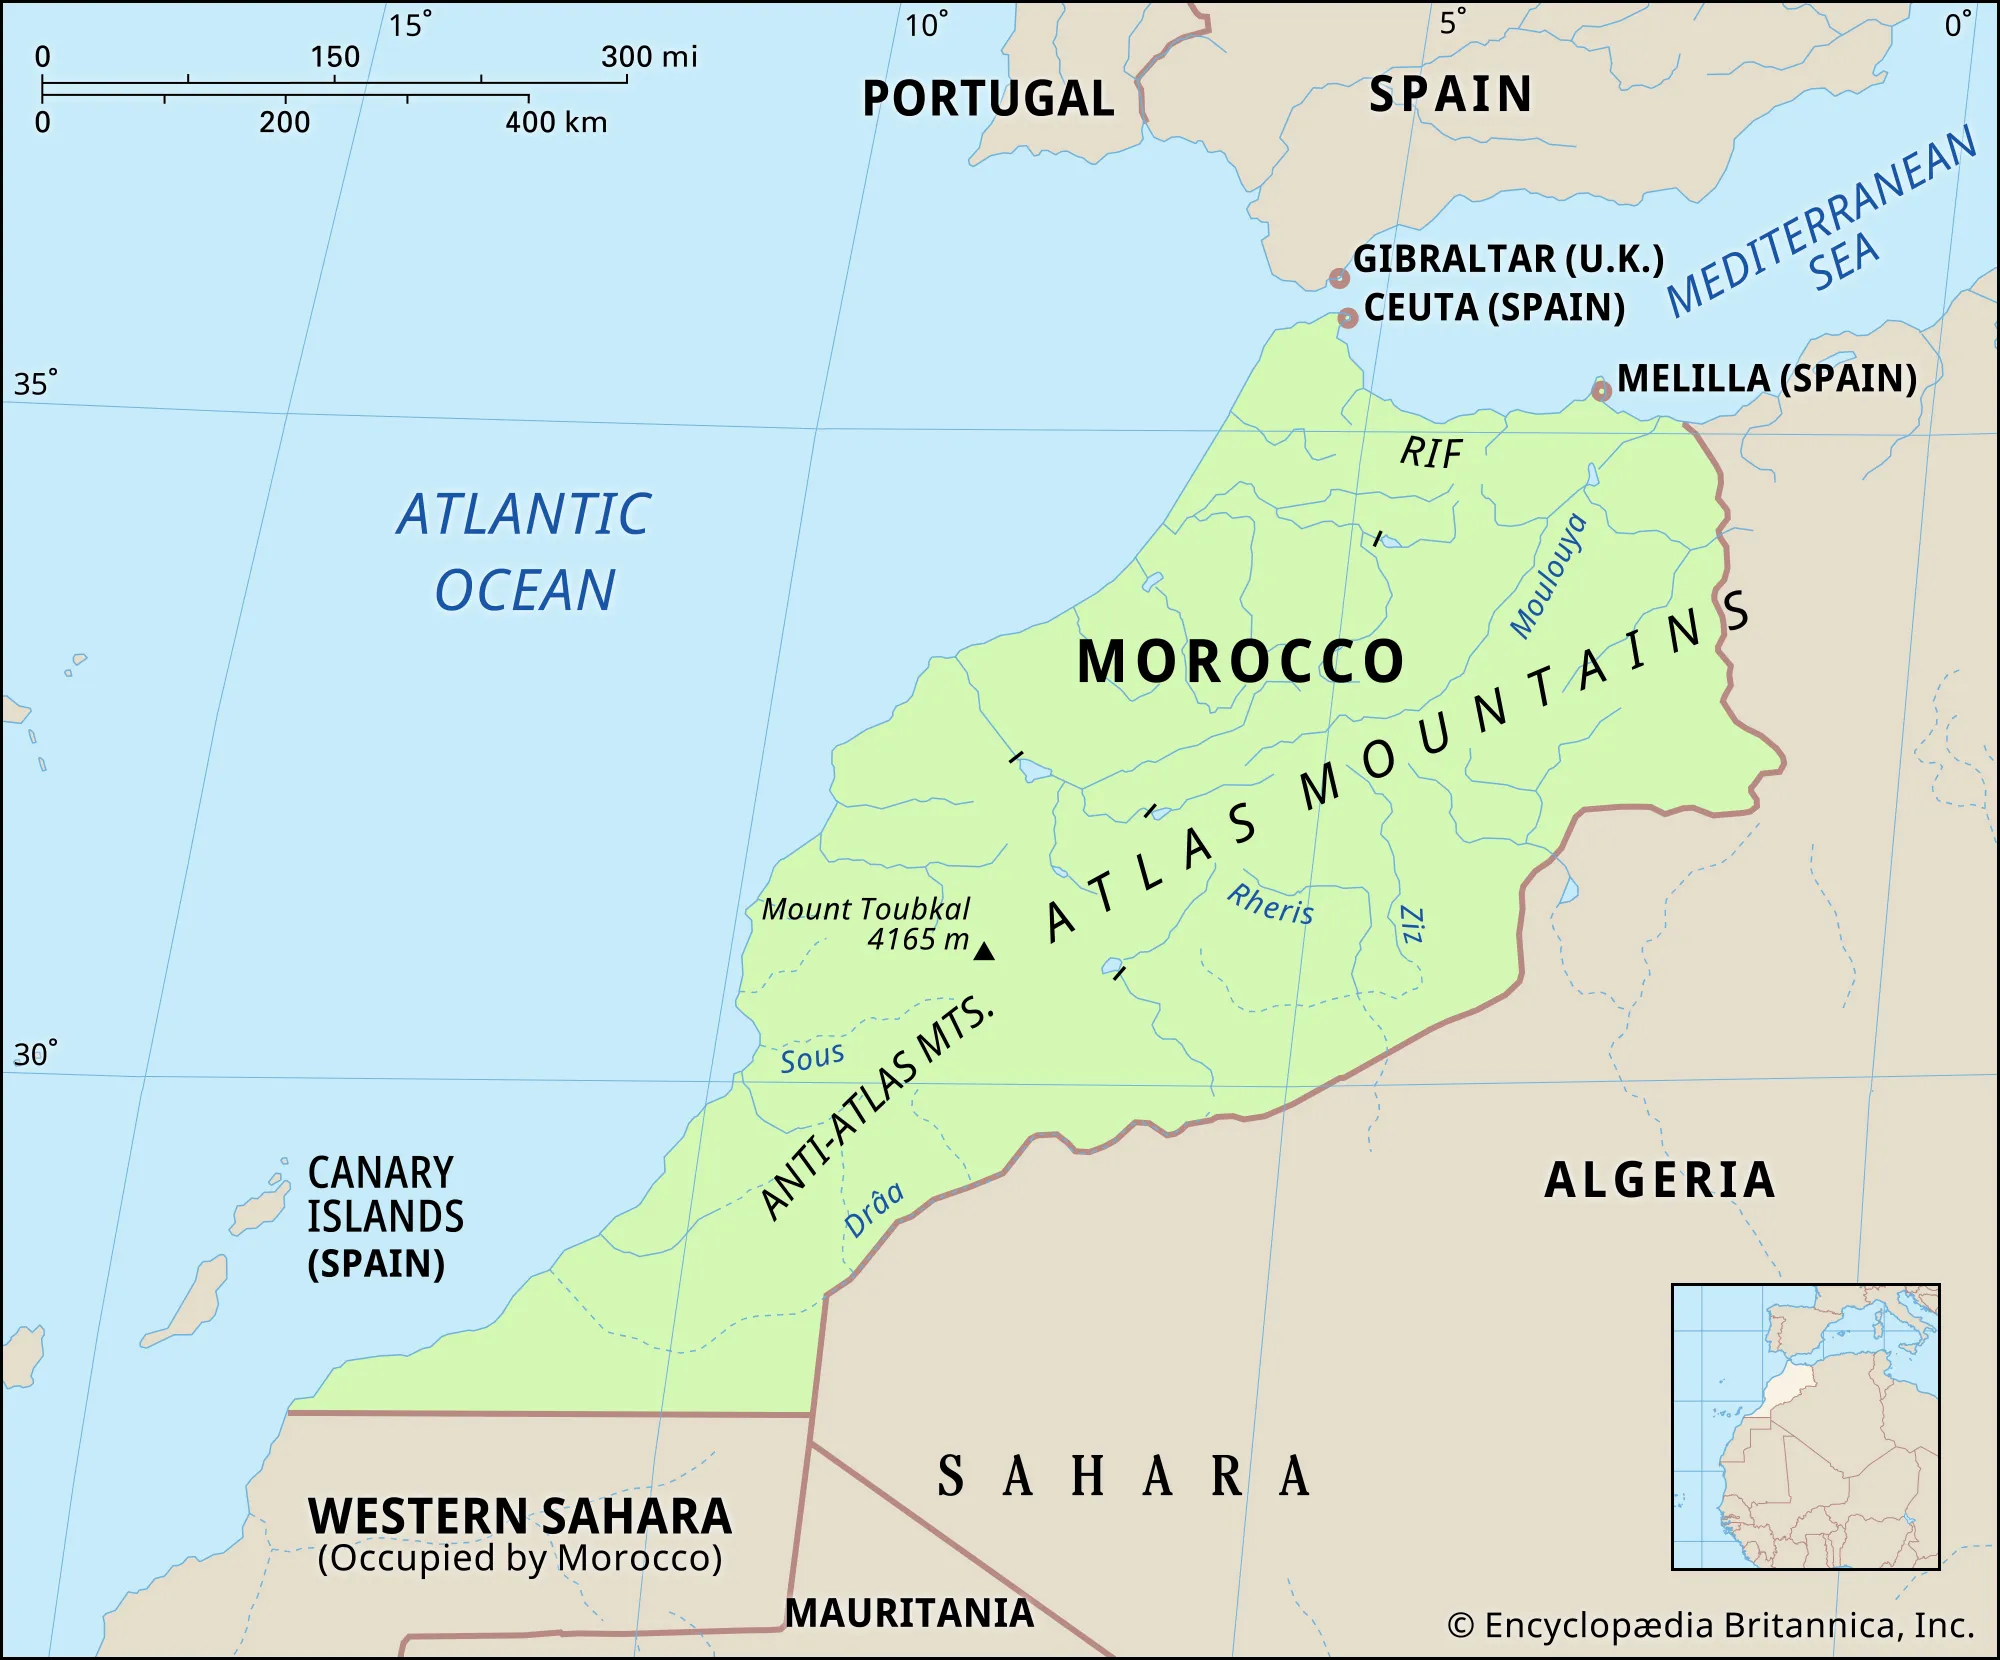 15°
10°
5°
0°
0 150 300 mi
0 200 400 km
PORTUGAL
SPAIN
MEDITERRANEAN
SEA
GIBRALTAR (U.K.)
CEUTA (SPAIN)
MELILLA (SPAIN)
35°
RIF
ATLANTIC
OCEAN
Moulouya
MOROCCO
ATLAS MOUNTAINS
Mount Toubkal
4165 m
Rheris
Ziz
ANTI-ATLAS MTS.
Sous
30°
Drâa
CANARY
ISLANDS
(SPAIN)
ALGERIA
SAHARA
WESTERN SAHARA
(Occupied by Morocco)
MAURITANIA
© Encyclopædia Britannica, Inc.